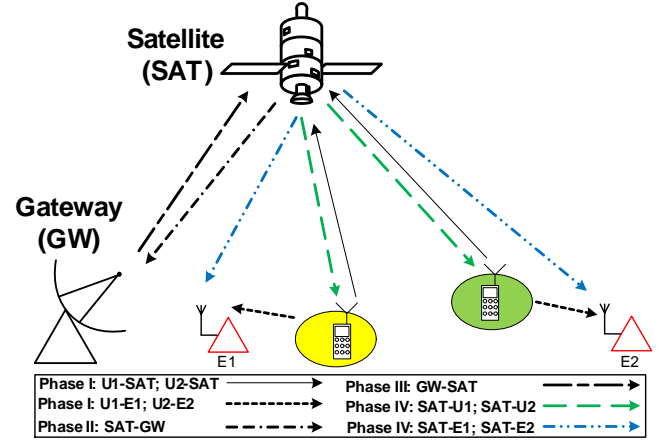 Satellite
(SAT)
Gateway
(GW)
E1
E2
Phase I: U1-SAT; U2-SAT
Phase I: U1-E1; U2-E2
Phase II: SAT-GW
Phase III: GW-SAT
Phase IV: SAT-U1; SAT-U2
Phase IV: SAT-E1; SAT-E2